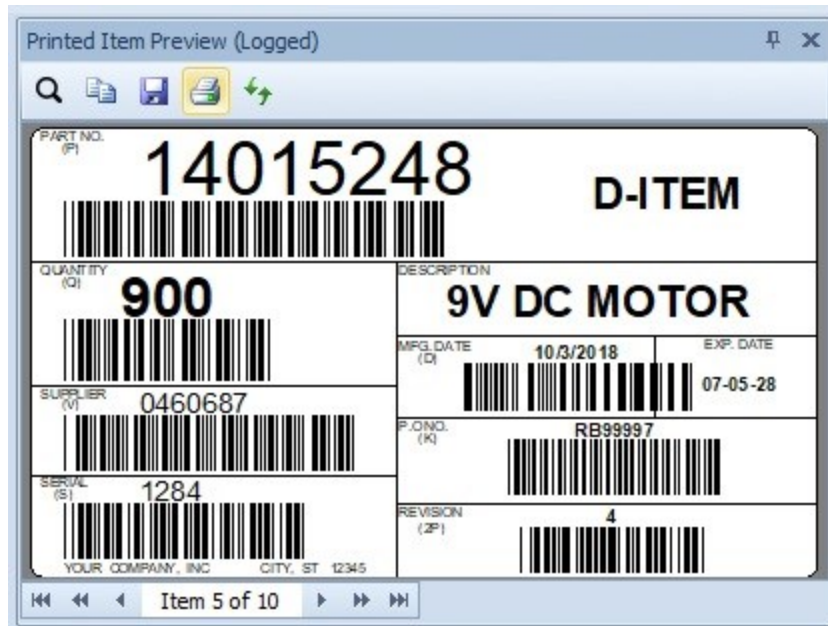 Printed Item Preview (Logged)
PART NO.
(P)
14015248
D-ITEM
QUANTITY
(Q)
900
DESCRIPTION
9V DC MOTOR
MFG.DATE
(D)
10/3/2018
EXP. DATE
07-05-28
SUPPLIER
(V)
0460687
P.ONO.
(K)
RB99997
SERIAL
(S)
1284
REVISION
(2P)
4
YOUR COMPANY, INC CITY, ST 12345
Item 5 of 10